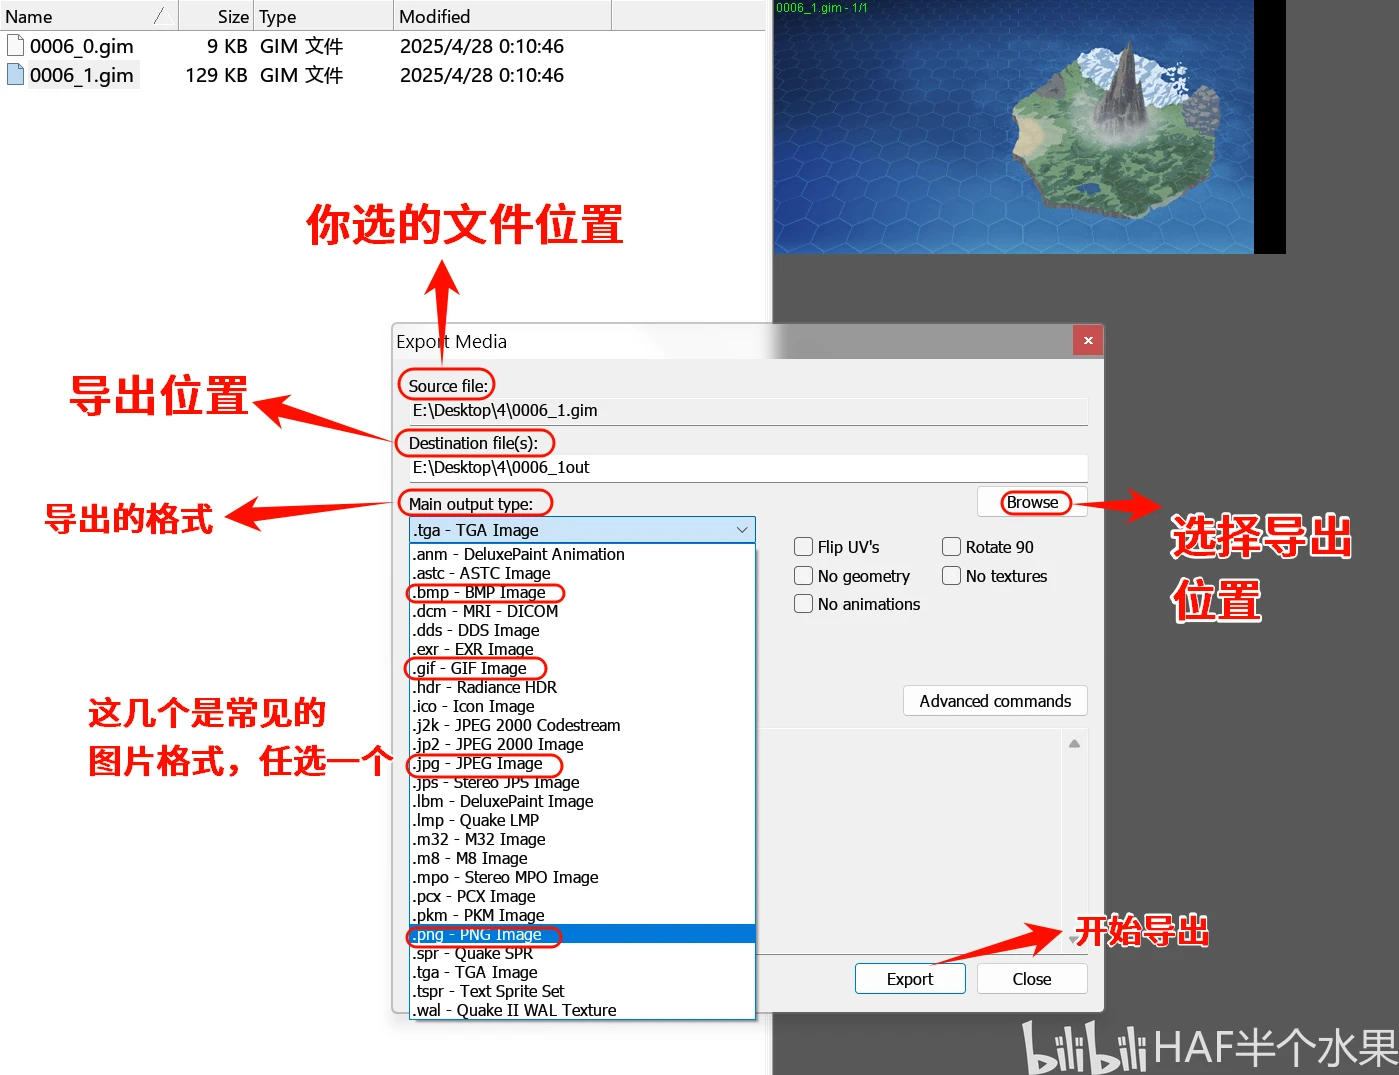 Name Size Type Modified
0006_0.gim 9 KB GIM 文件 2025/4/28 0:10:46
0006_1.gim 129 KB GIM 文件 2025/4/28 0:10:46
0006_1.gim - 1/1
你选的文件位置
Export Media
Source file:
E:\Desktop\4\0006_1.gim
导出位置
Destination file(s):
E:\Desktop\4\0006_1out
导出的格式
Main output type:
Browse
选择导出
位置
.tga - TGA Image
Flip UV's
Rotate 90
No geometry
No textures
No animations
.anm - DeluxePaint Animation
.astc - ASTC Image
.bmp - BMP Image
.dcm - MRI - DICOM
.dds - DDS Image
.exr - EXR Image
.gif - GIF Image
.hdr - Radiance HDR
.ico - Icon Image
.j2k - JPEG 2000 Codestream
.jp2 - JPEG 2000 Image
.jpg - JPEG Image
.jps - Stereo JPS Image
.lbm - DeluxePaint Image
.lmp - Quake LMP
.m32 - M32 Image
.m8 - M8 Image
.mpo - Stereo MPO Image
.pcx - PCX Image
.pkm - PKM Image
.png - PNG Image
.spr - Quake SPR
.tga - TGA Image
.tspr - Text Sprite Set
.wal - Quake II WAL Texture
这几个是常见的
图片格式，任选一个
Advanced commands
开始导出
Export
Close
bilibili HAF半个水果